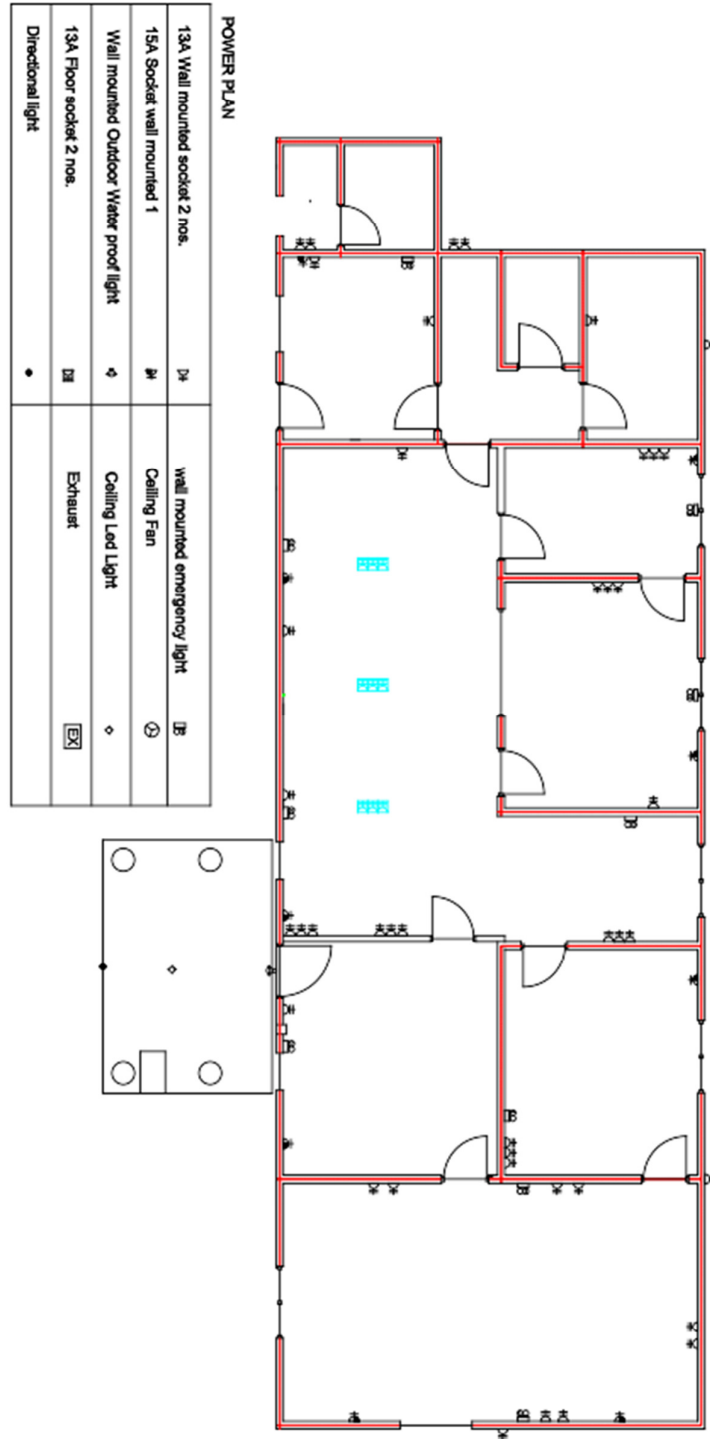 POWER PLAN
13A Wall mounted socket 2 nos.
wall mounted emergency light
15A Socket wall mounted 1
Ceiling Fan
Wall mounted Outdoor Water proof light
Ceiling Led Light
13A Floor socket 2 nos.
Exhaust
EX
Directional light